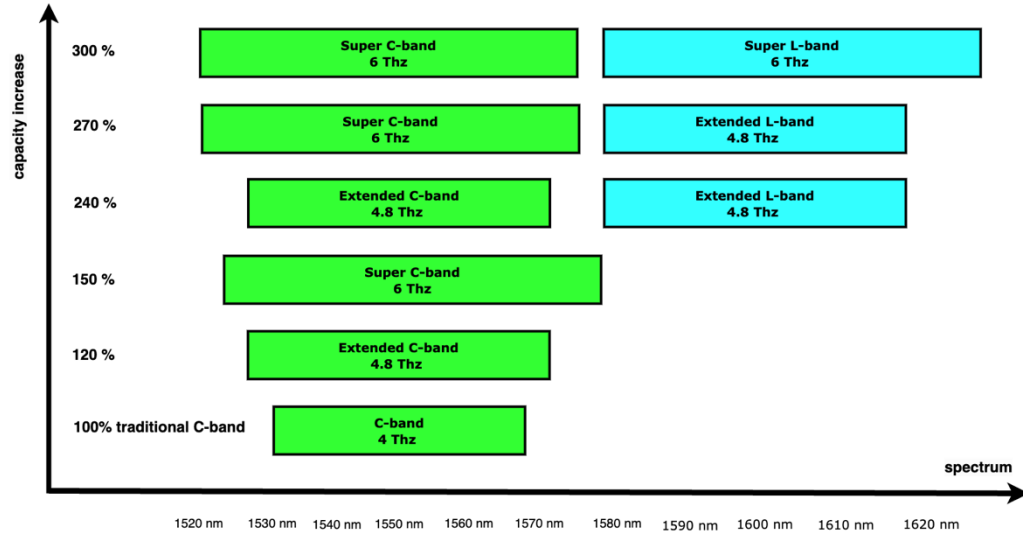 capacity increase
300 %
Super C-band
6 Thz
Super L-band
6 Thz
270 %
Super C-band
6 Thz
Extended L-band
4.8 Thz
240 %
Extended C-band
4.8 Thz
Extended L-band
4.8 Thz
150 %
Super C-band
6 Thz
120 %
Extended C-band
4.8 Thz
100% traditional C-band
C-band
4 Thz
spectrum
1520 nm
1530 nm
1540 nm
1550 nm
1560 nm
1570 nm
1580 nm
1590 nm
1600 nm
1610 nm
1620 nm